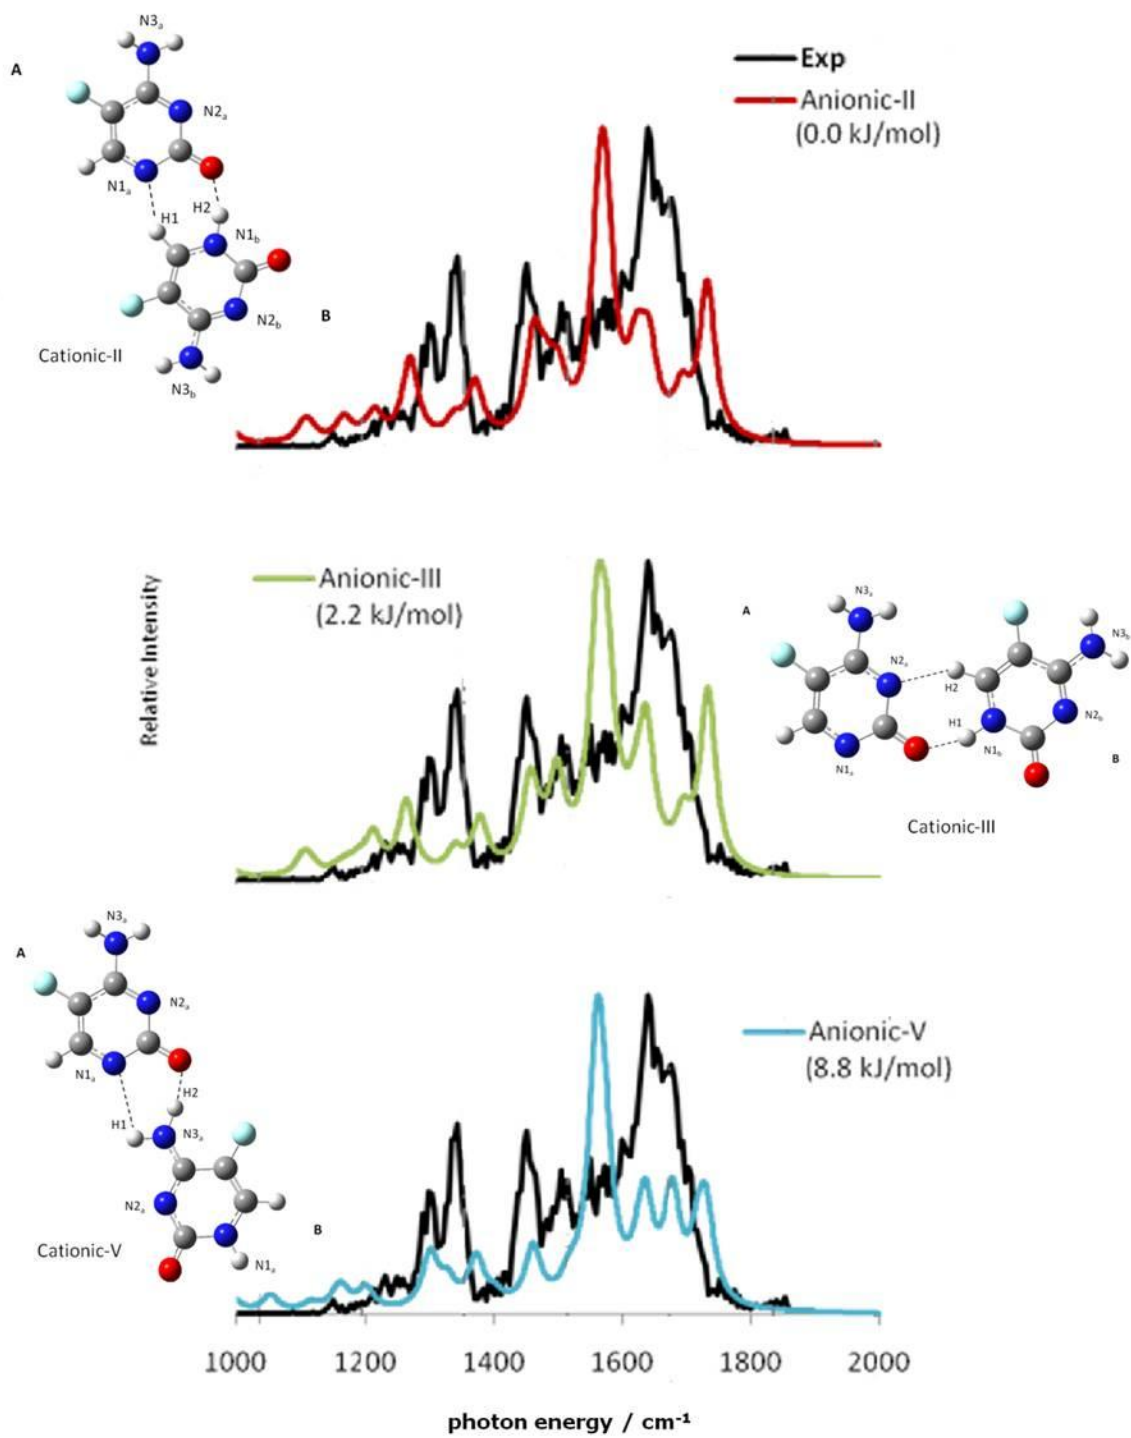 N3a
A
N2a
N1a
H1
H2
N1b
B
N2b
Cationic-II
N3b
Exp
Anionic-II
(0.0 kJ/mol)
Relative Intensity
Anionic-III
(2.2 kJ/mol)
N3a
A
N2a
N3b
H2
H1
N2b
N1a
N1b
B
Cationic-III
N3a
A
N2a
N1a
H2
H1
N3a
N2a
B
Cationic-V
N1a
Anionic-V
(8.8 kJ/mol)
1000 1200 1400 1600 1800 2000
photon energy / cm-1